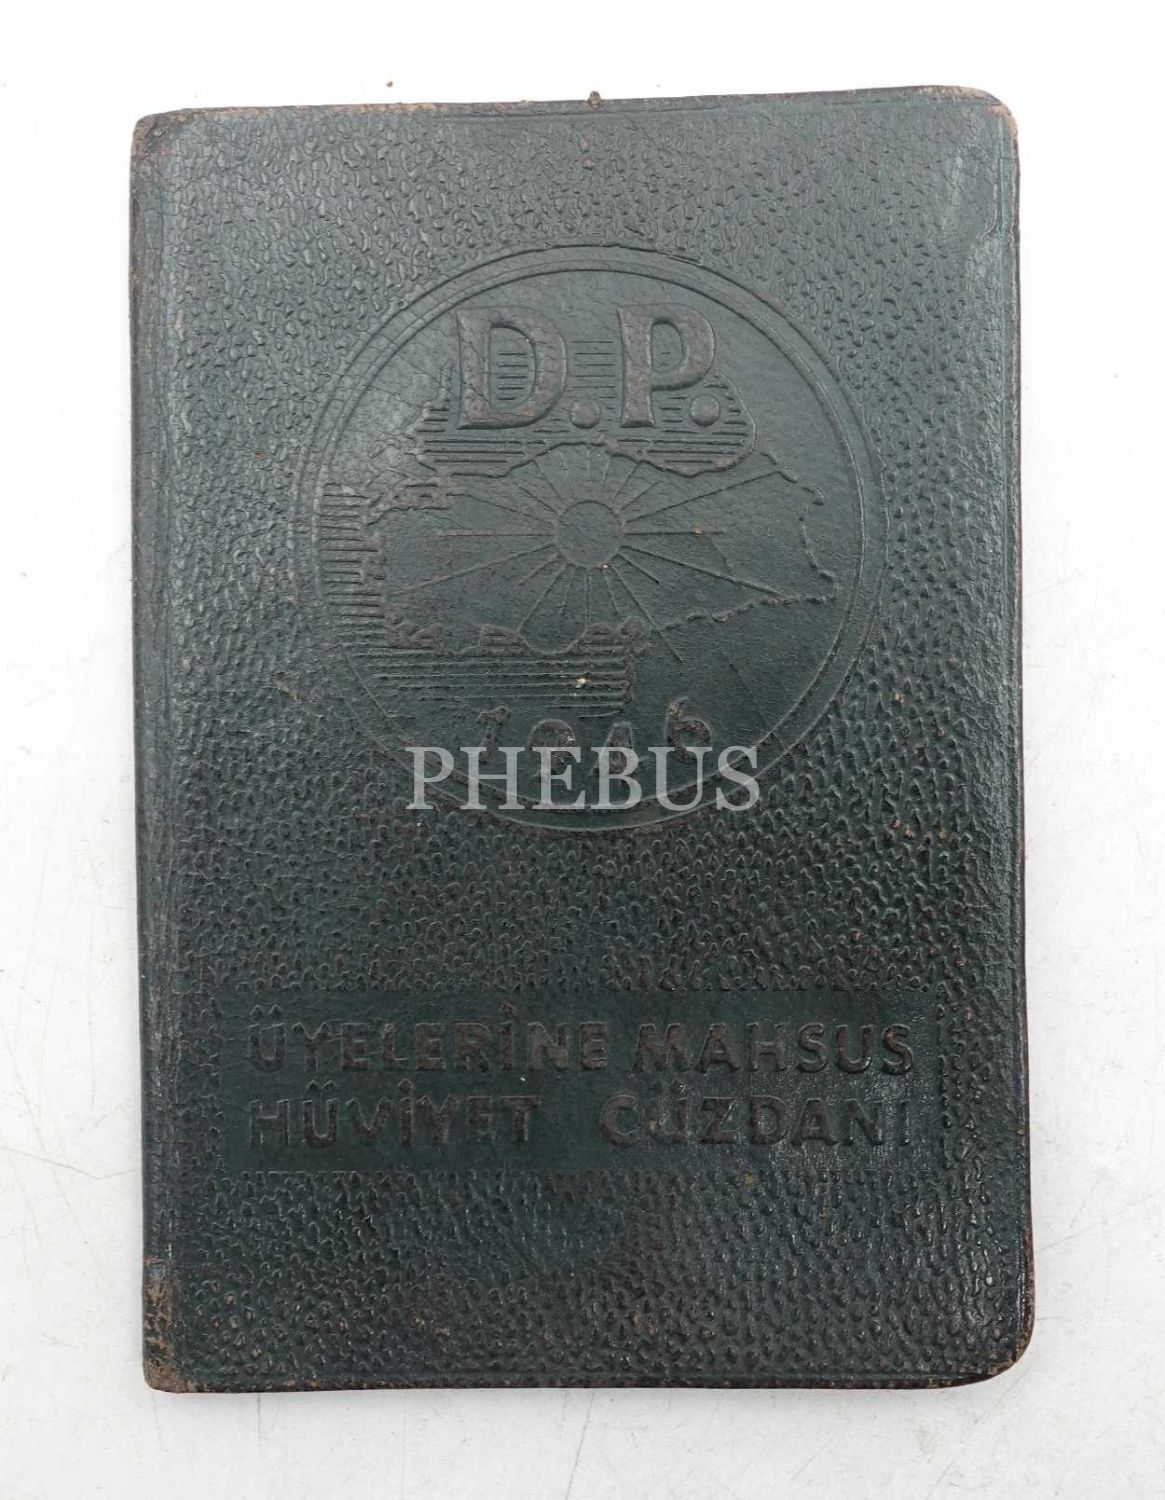 D.P.
1946
PHEBUS
ÜYELERİNE MAHSUS
HÜVİYET CÜZDANI